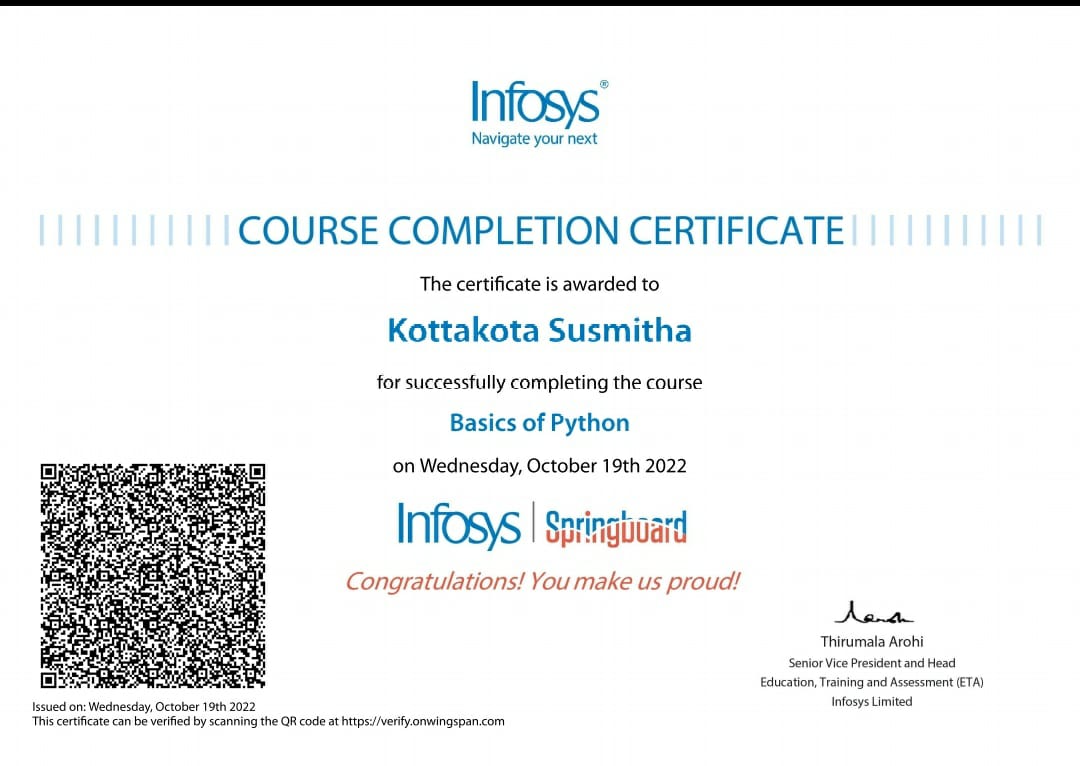 Infosys®
Navigate your next
COURSE COMPLETION CERTIFICATE
The certificate is awarded to
Kottakota Susmitha
for successfully completing the course
Basics of Python
on Wednesday, October 19th 2022
Infosys | Springboard
Congratulations! You make us proud!
Thirumala Arohi
Senior Vice President and Head
Education, Training and Assessment (ETA)
Infosys Limited
Issued on: Wednesday, October 19th 2022
This certificate can be verified by scanning the QR code at https://verify.onwingspan.com